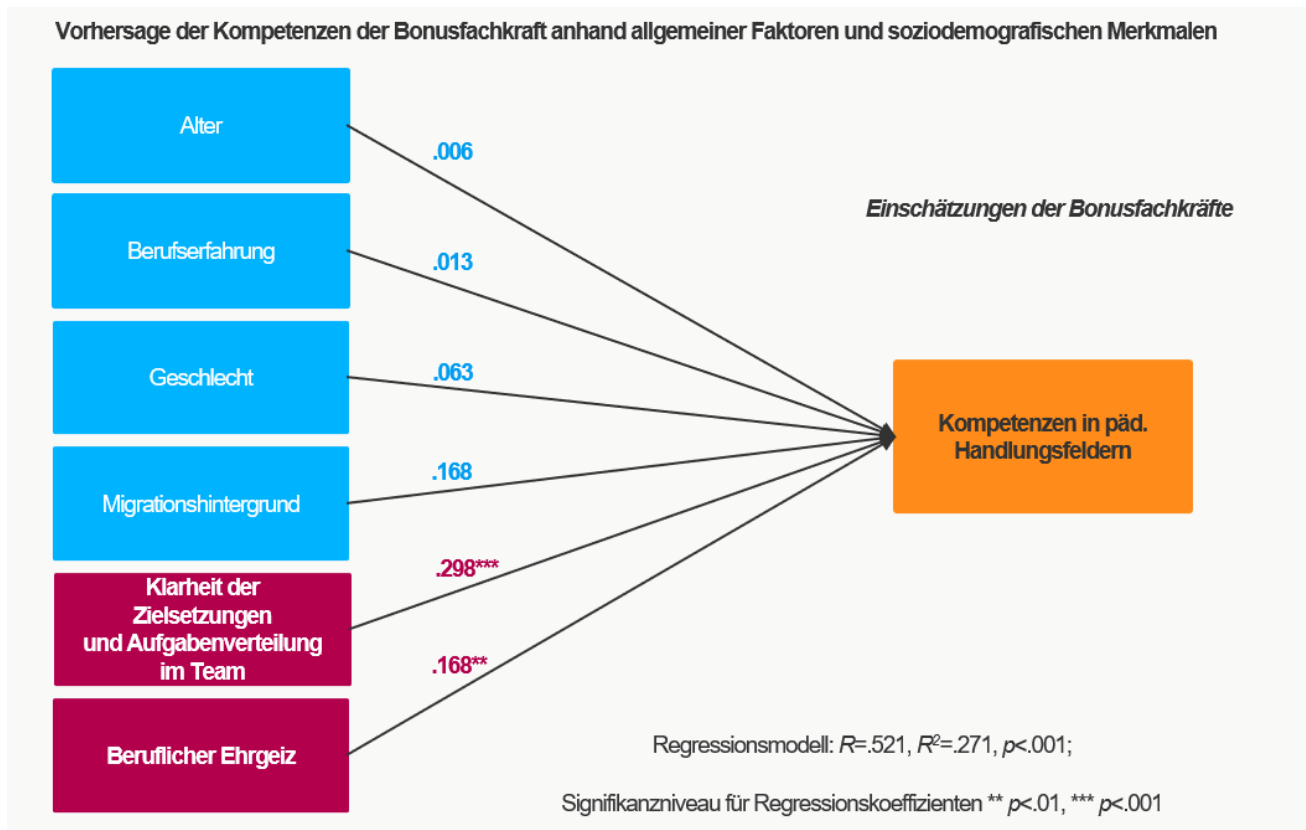 Vorhersage der Kompetenzen der Bonusfachkraft anhand allgemeiner Faktoren und soziodemografischen Merkmalen
Alter
.006
Einschätzungen der Bonusfachkräfte
Berufserfahrung
.013
Geschlecht
.063
Kompetenzen in päd.
Handlungsfeldern
Migrationshintergrund
.168
Klarheit der
Zielsetzungen
und Aufgabenverteilung
im Team
.298***
Beruflicher Ehrgeiz
.168**
Regressionsmodell: R=.521, R²=.271, p<.001;
Signifikanzniveau für Regressionskoeffizienten ** p<.01, *** p<.001